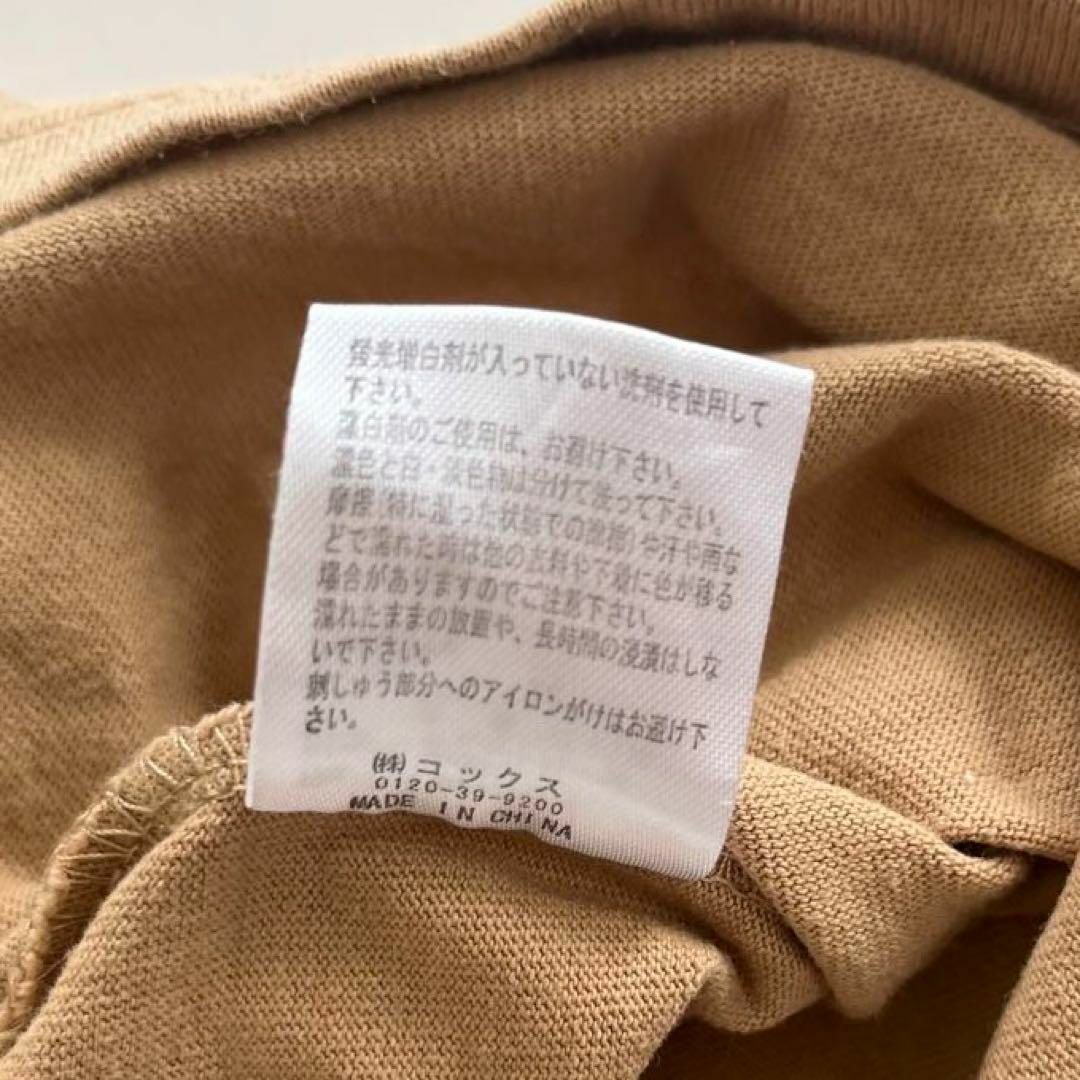 蛍光増白剤が入っていない洗剤を使用して
下さい。
漂白剤のご使用は、お避け下さい。
濃色と白・淡色物は分けて洗って下さい。
摩擦(特に湿った状態での放摩)や汗や雨な
どで濡れた時は他の衣料や下着に色が移る
場合がありますのでご注意下さい。
濡れたままの放置や、長時間の浸漬はしな
いで下さい。
刺しゅう部分へのアイロンがけはお避け下
さい。
(株)コックス
0120-39-9200
MADE IN CHINA